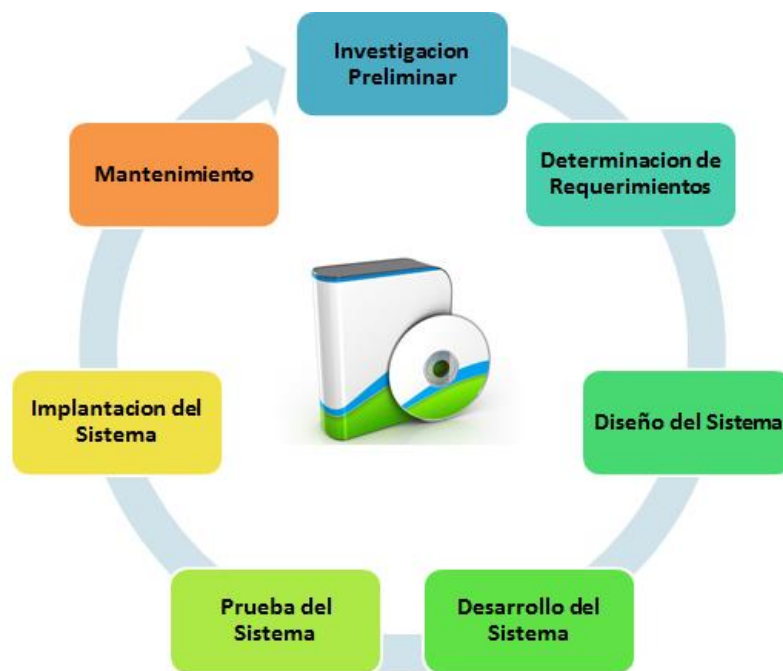 Investigacion
Preliminar
Determinacion de
Requerimientos
Diseño del Sistema
Desarrollo del
Sistema
Prueba del
Sistema
Implantacion del
Sistema
Mantenimiento